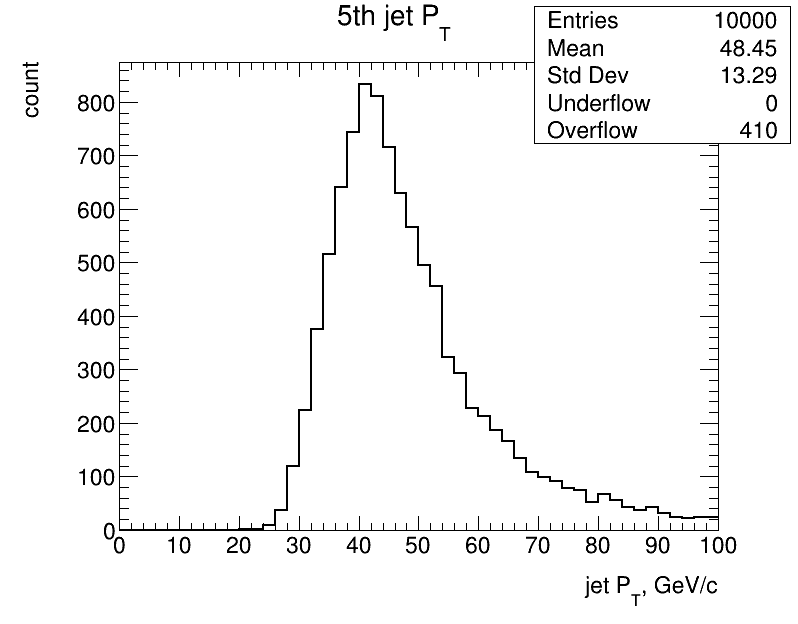 5th jet P_T
Entries 10000
Mean 48.45
Std Dev 13.29
Underflow 0
Overflow 410
count
800
700
600
500
400
300
200
100
0
0 10 20 30 40 50 60 70 80 90 100
jet P_T, GeV/c